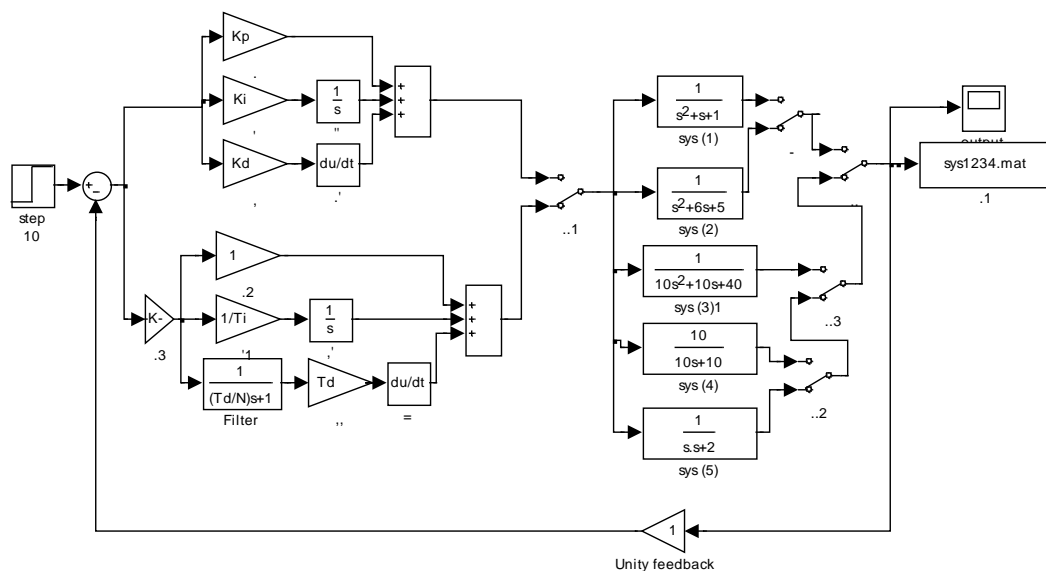 Kp
.
Ki
1
s
,
"
Kd
du/dt
,
.'
+
+
+
step
10
+
−
1
.2
K-
.3
1/Ti
'1
1
s
,'
1
(Td/N)s+1
Filter
Td
,,
du/dt
=
+
+
+
..1
1
s²+s+1
sys (1)
-
1
s²+6s+5
sys (2)
..
1
10s²+10s+40
sys (3)1
..3
10
10s+10
sys (4)
..2
1
s.s+2
sys (5)
output
sys1234.mat
.1
1
Unity feedback